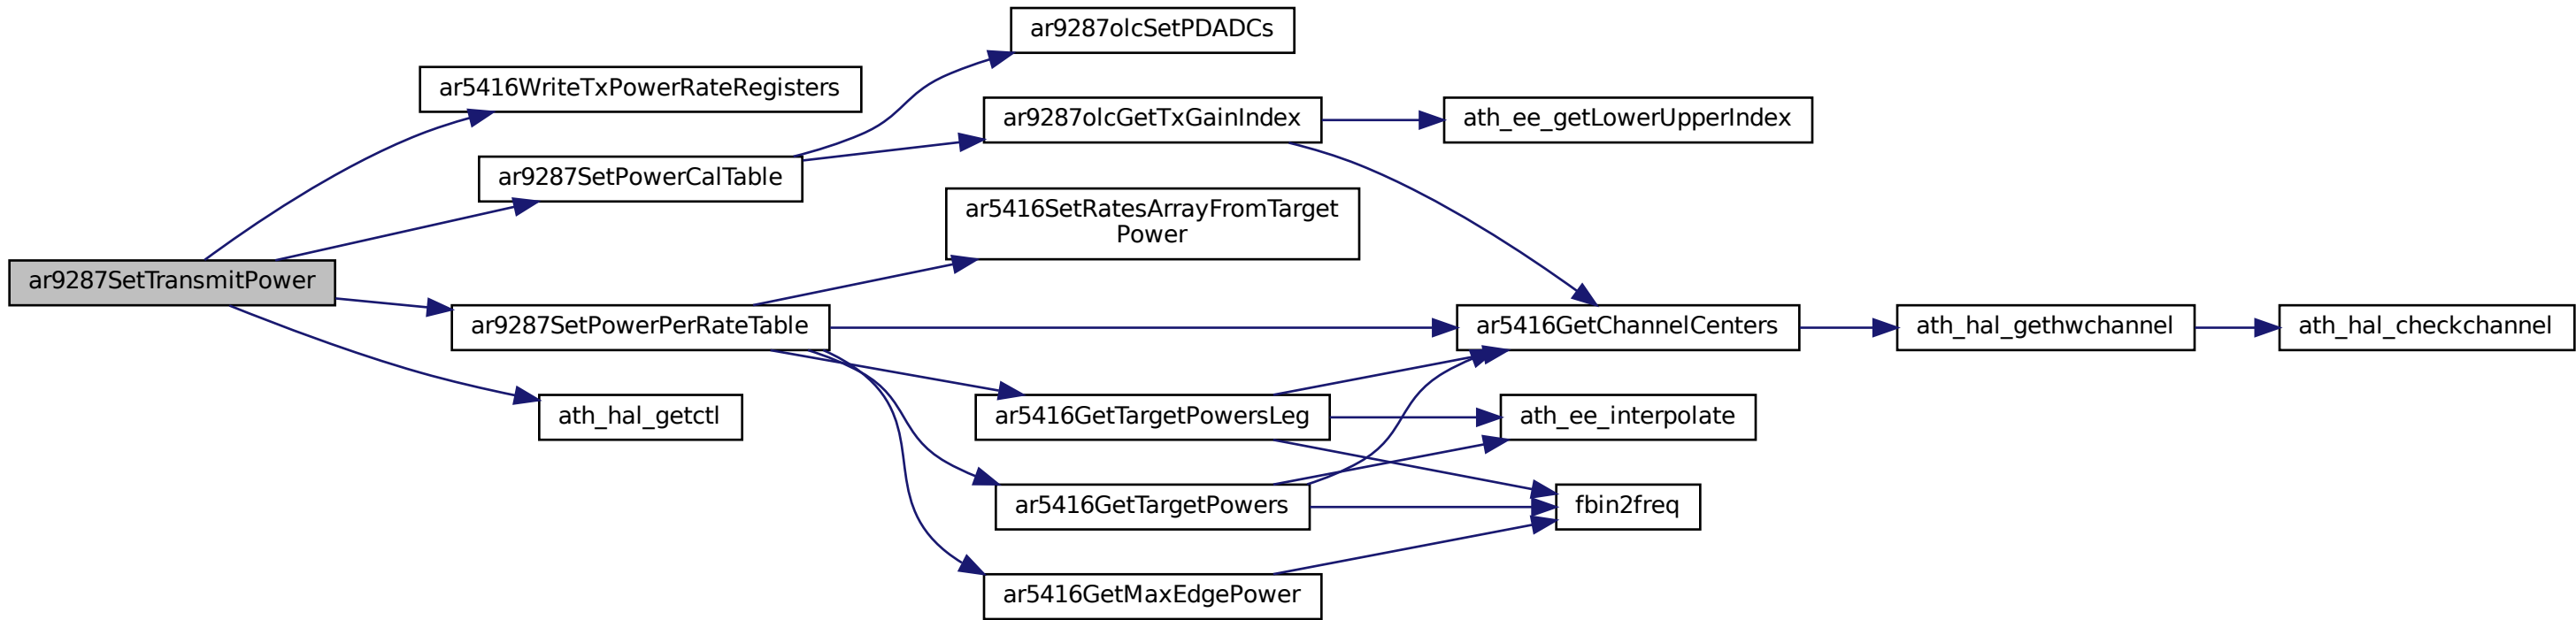 ar9287olcSetPDADCs
ar5416WriteTxPowerRateRegisters
ar9287olcGetTxGainIndex
ath_ee_getLowerUpperIndex
ar9287SetPowerCalTable
ar5416SetRatesArrayFromTarget
Power
ar9287SetTransmitPower
ar9287SetPowerPerRateTable
ar5416GetChannelCenters
ath_hal_gethwchannel
ath_hal_checkchannel
ath_hal_getctl
ar5416GetTargetPowersLeg
ath_ee_interpolate
ar5416GetTargetPowers
fbin2freq
ar5416GetMaxEdgePower